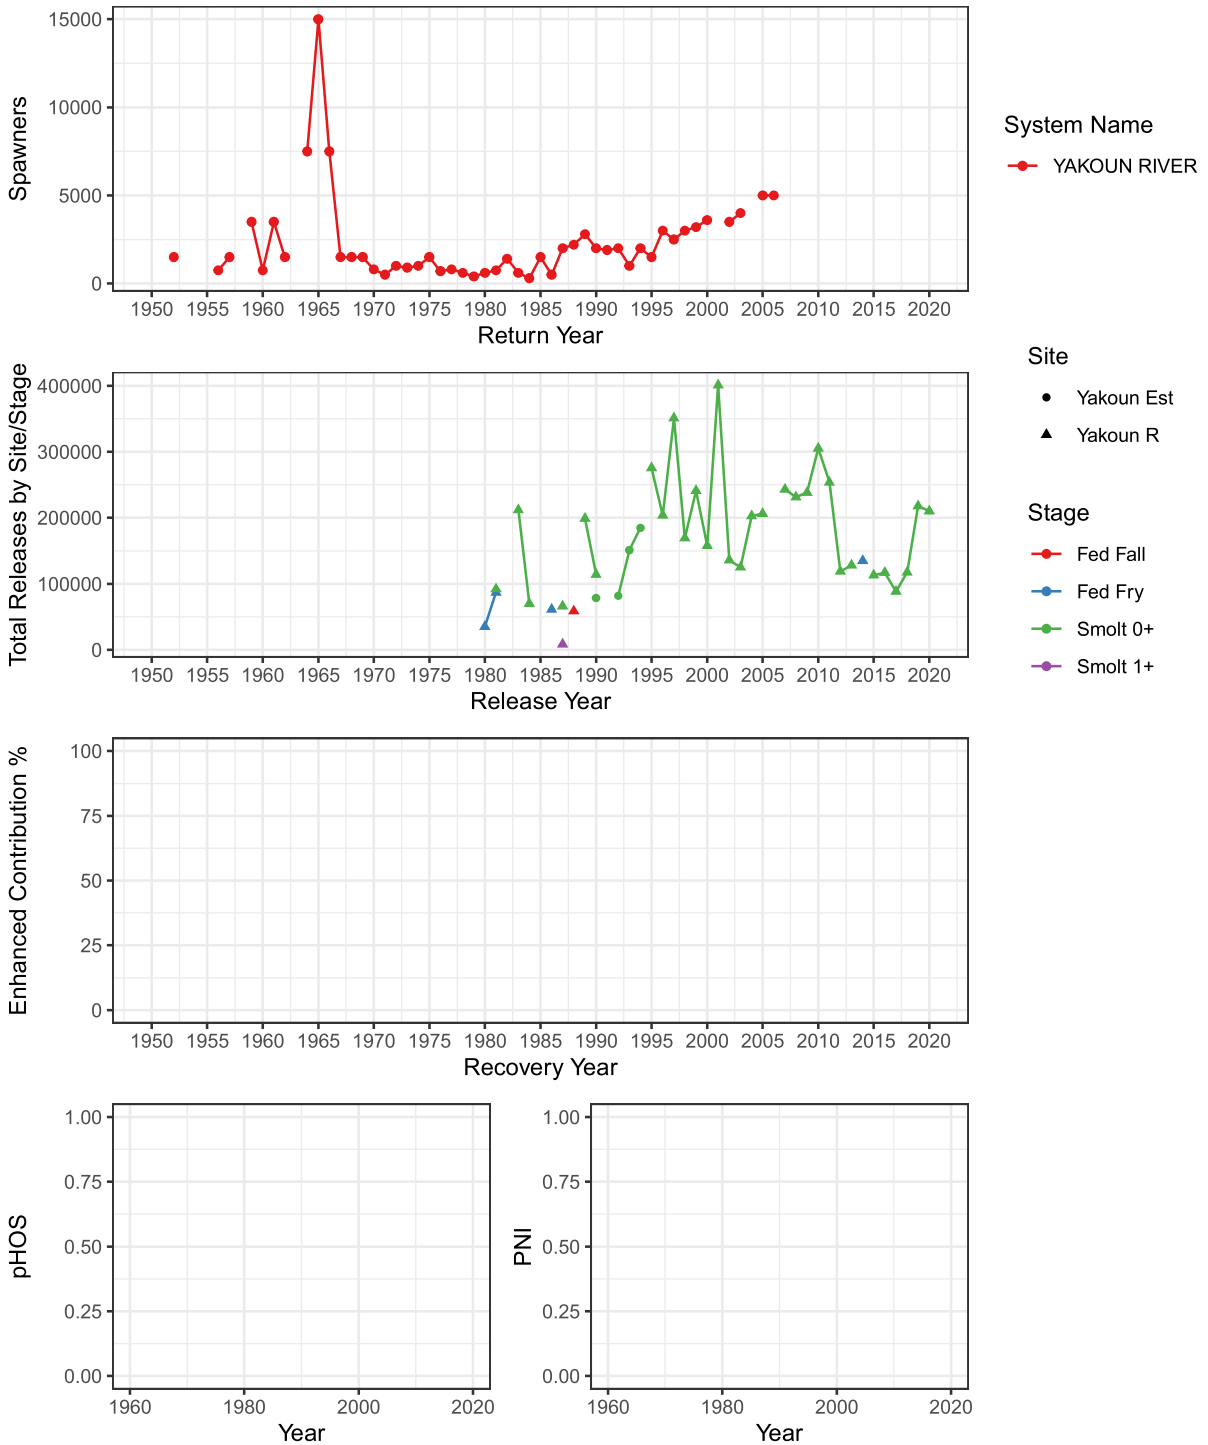 15000
10000
5000
0
Spawners
1950 1955 1960 1965 1970 1975 1980 1985 1990 1995 2000 2005 2010 2015 2020
Return Year
System Name
YAKOUN RIVER
400000
300000
200000
100000
0
Total Releases by Site/Stage
1950 1955 1960 1965 1970 1975 1980 1985 1990 1995 2000 2005 2010 2015 2020
Release Year
Site
Yakoun Est
Yakoun R
Stage
Fed Fall
Fed Fry
Smolt 0+
Smolt 1+
100
75
50
25
0
Enhanced Contribution %
1950 1955 1960 1965 1970 1975 1980 1985 1990 1995 2000 2005 2010 2015 2020
Recovery Year
1.00
0.75
0.50
0.25
0.00
pHOS
1960 1980 2000 2020
Year
1.00
0.75
0.50
0.25
0.00
PNI
1960 1980 2000 2020
Year